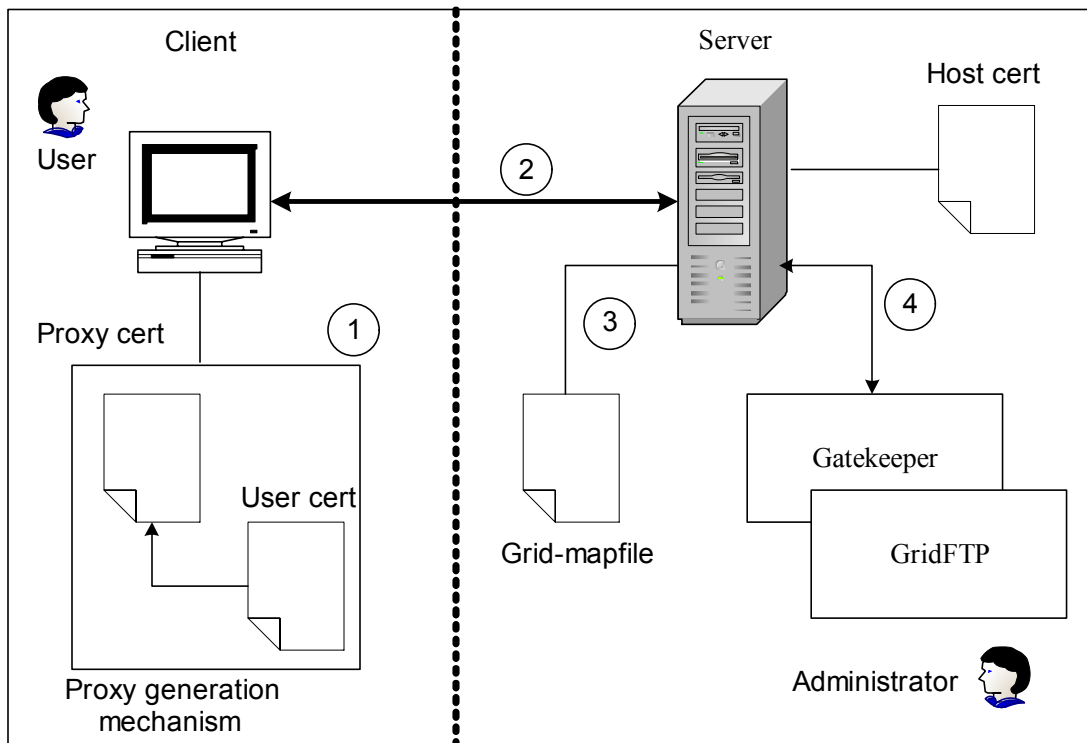 Client
User
2
1
Proxy cert
User cert
Proxy generation
mechanism
Server
Host cert
3
4
Grid-mapfile
Gatekeeper
GridFTP
Administrator